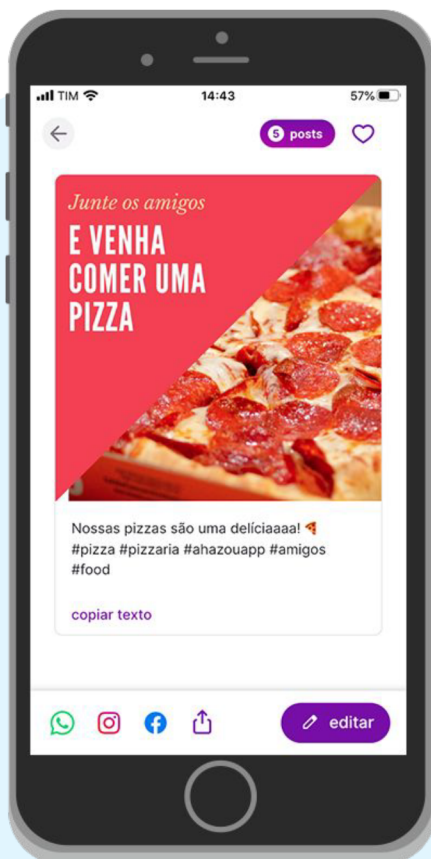 TIM
14:43
57%
5 posts
Junte os amigos
E VENHA
COMER UMA
PIZZA
Nossas pizzas são uma delíciaaaa! 🍕
#pizza #pizzaria #ahazouapp #amigos
#food
copiar texto
editar